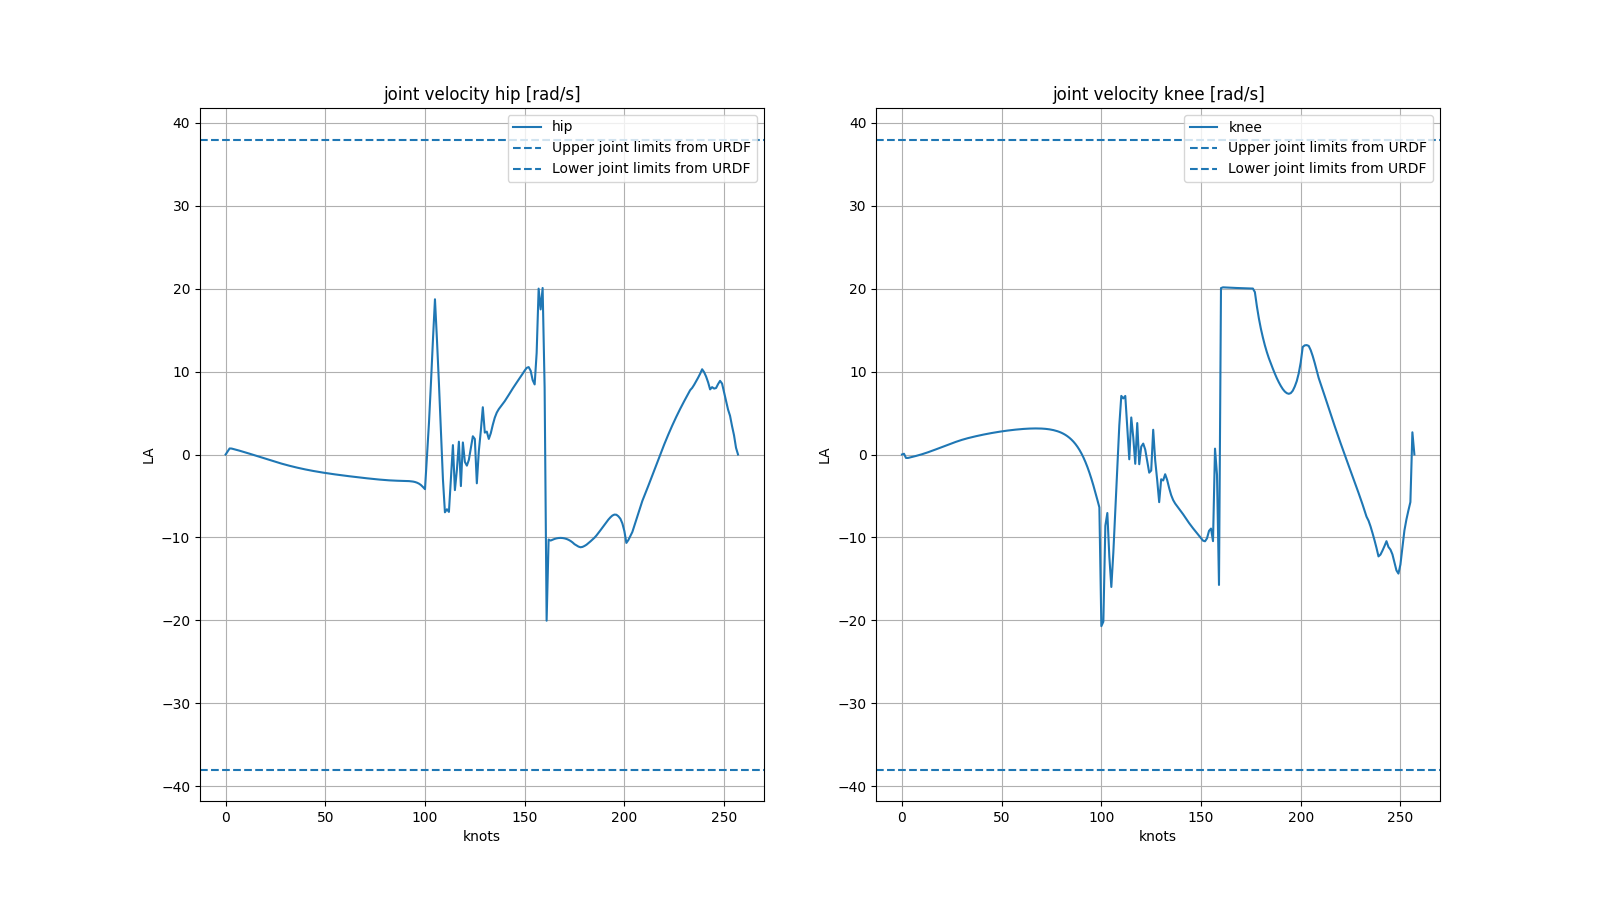 joint velocity hip [rad/s]
40
30
20
10
0
−10
−20
−30
−40
LA
hip
Upper joint limits from URDF
Lower joint limits from URDF
0 50 100 150 200 250
knots
joint velocity knee [rad/s]
40
30
20
10
0
−10
−20
−30
−40
LA
knee
Upper joint limits from URDF
Lower joint limits from URDF
0 50 100 150 200 250
knots